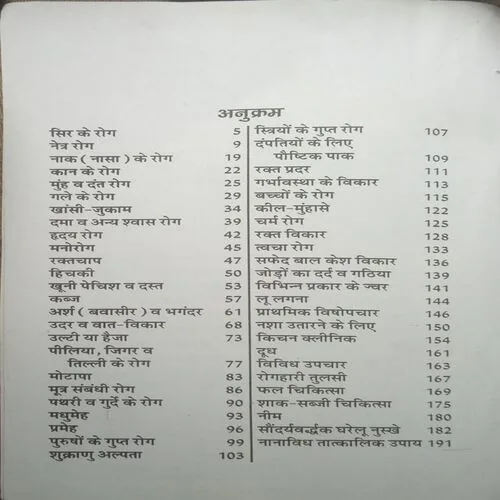 अनुक्रम
सिर के रोग 5
नेत्र रोग 9
नाक ( नासा ) के रोग 19
कान के रोग 22
मुंह व दंत रोग 25
गले के रोग 29
खांसी-जुकाम 34
दमा व अन्य श्वास रोग 39
हृदय रोग 42
मनोरोग 45
रक्तचाप 47
हिचकी 50
खूनी पेचिश व दस्त 53
कब्ज 57
अर्श ( बवासीर ) व भगंदर 61
उदर व वात-विकार 68
उल्टी या हैजा 73
पीलिया, जिगर व
तिल्ली के रोग 77
मोटापा 83
मूत्र संबंधी रोग 86
पथरी व गुर्दे के रोग 90
मधुमेह 93
प्रमेह 96
पुरुषों के गुप्त रोग 99
शुक्राणु अल्पता 103
स्त्रियों के गुप्त रोग 107
दंपतियों के लिए
पौष्टिक पाक 109
रक्त प्रदर 111
गर्भावस्था के विकार 113
बच्चों के रोग 115
कील-मुंहासे 122
चर्म रोग 125
रक्त विकार 128
त्वचा रोग 133
सफेद बाल केश विकार 136
जोड़ों का दर्द व गठिया 139
विभिन्न प्रकार के ज्वर 141
लू लगना 144
प्राथमिक विषोपचार 146
नशा उतारने के लिए 150
किचन क्लीनिक 154
दूध 161
विविध उपचार 163
रोगहारी तुलसी 167
फल चिकित्सा 169
शाक-सब्जी चिकित्सा 175
नीम 180
सौंदर्यवर्द्धक घरेलू नुस्खे 182
नानाविध तात्कालिक उपाय 191